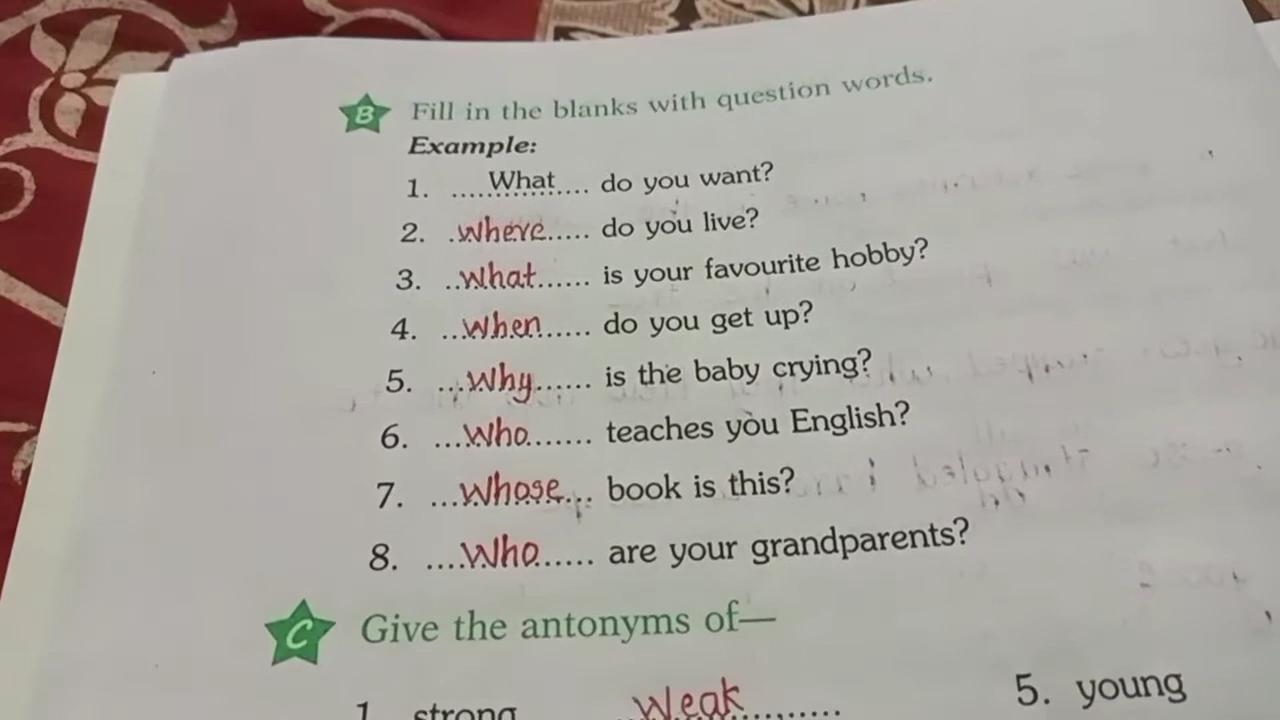 B Fill in the blanks with question words.
Example:
1. ....What.... do you want?
2. .where..... do you live?
3. ..what...... is your favourite hobby?
4. ...when...... do you get up?
5. ...why...... is the baby crying?
6. ...who....... teaches you English?
7. ...whose... book is this?
8. ....who...... are your grandparents?
C Give the antonyms of—
1. strong ..Weak.......... 5. young